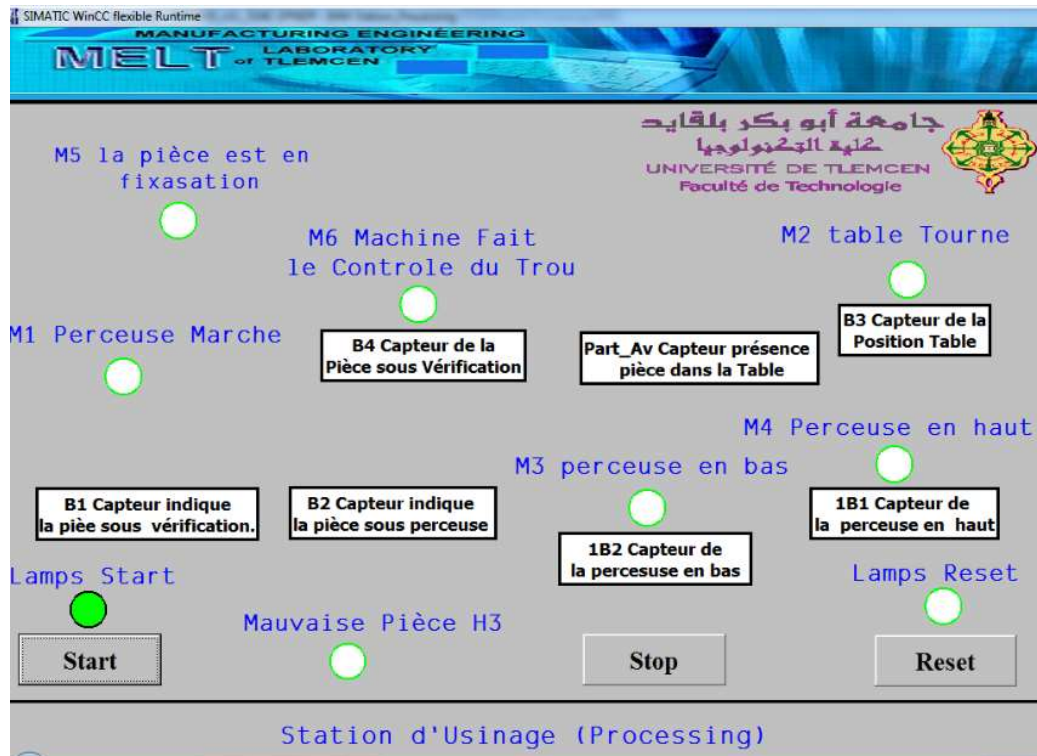 SIMATIC WinCC flexible Runtime
MANUFACTURING ENGINEERING
MELT LABORATORY
of TLEMCEN
جامعة أبو بكر بلقايد
كلية التكنولوجيا
UNIVERSITÉ DE TLEMCEN
Faculté de Technologie
M5 la pièce est en
fixasation
M6 Machine Fait
le Controle du Trou
M2 table Tourne
M1 Perceuse Marche
B4 Capteur de la
Pièce sous Vérification
Part_Av Capteur présence
pièce dans la Table
B3 Capteur de la
Position Table
M4 Perceuse en haut
M3 perceuse en bas
B1 Capteur indique
la pièe sous vérification.
B2 Capteur indique
la pièce sous perceuse
1B1 Capteur de
la perceuse en haut
1B2 Capteur de
la percesuse en bas
Lamps Start
Lamps Reset
Mauvaise Pièce H3
Start
Stop
Reset
Station d'Usinage (Processing)